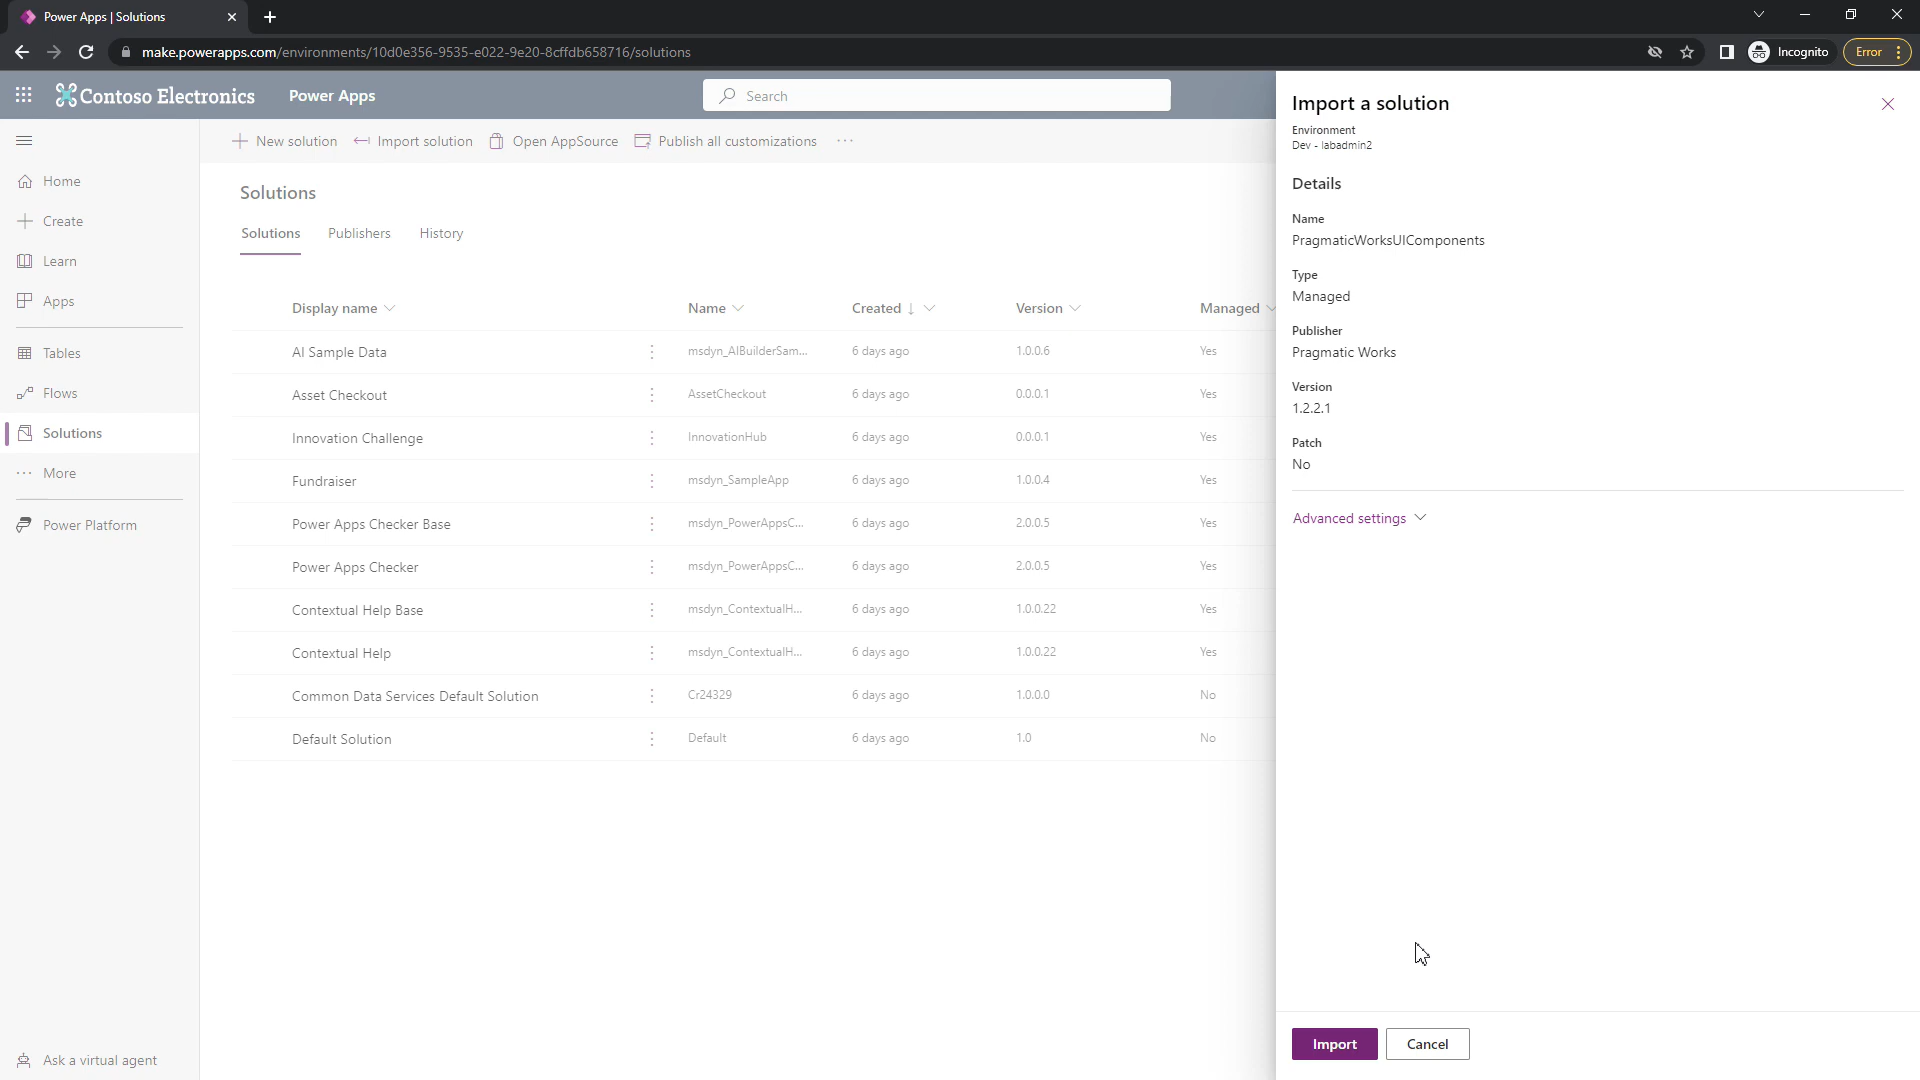 Power Apps | Solutions
make.powerapps.com/environments/10d0e356-9535-e022-9e20-8cffdb658716/solutions
Incognito
Error
Contoso Electronics
Power Apps
Search
New solution
Import solution
Open AppSource
Publish all customizations
Home
Create
Learn
Apps
Tables
Flows
Solutions
More
Power Platform
Ask a virtual agent
Solutions
Solutions Publishers History
Display name Name Created Version Managed
AI Sample Data msdyn_AIBuilderSam... 6 days ago 1.0.0.6 Yes
Asset Checkout AssetCheckout 6 days ago 0.0.0.1 Yes
Innovation Challenge InnovationHub 6 days ago 0.0.0.1 Yes
Fundraiser msdyn_SampleApp 6 days ago 1.0.0.4 Yes
Power Apps Checker Base msdyn_PowerAppsC... 6 days ago 2.0.0.5 Yes
Power Apps Checker msdyn_PowerAppsC... 6 days ago 2.0.0.5 Yes
Contextual Help Base msdyn_ContextualH... 6 days ago 1.0.0.22 Yes
Contextual Help msdyn_ContextualH... 6 days ago 1.0.0.22 Yes
Common Data Services Default Solution Cr24329 6 days ago 1.0.0.0 No
Default Solution Default 6 days ago 1.0 No
Import a solution
Environment
Dev - labadmin2
Details
Name
PragmaticWorksUIComponents
Type
Managed
Publisher
Pragmatic Works
Version
1.2.2.1
Patch
No
Advanced settings
Import
Cancel